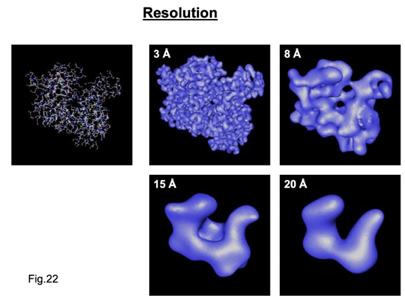 Resolution
3 Å
8 Å
15 Å
20 Å
Fig.22